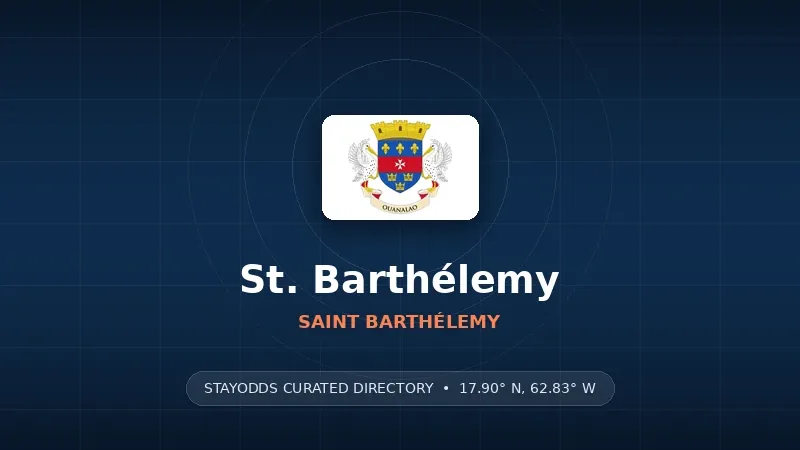 OUANALAO
St. Barthélemy
SAINT BARTHÉLEMY
STAYODDS CURATED DIRECTORY • 17.90° N, 62.83° W